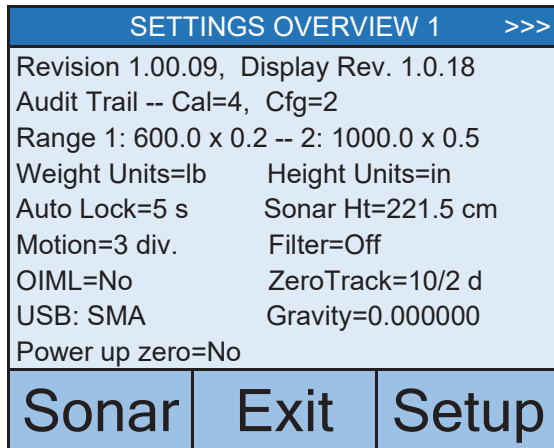 SETTINGS OVERVIEW 1 >>>
Revision 1.00.09, Display Rev. 1.0.18
Audit Trail -- Cal=4, Cfg=2
Range 1: 600.0 x 0.2 -- 2: 1000.0 x 0.5
Weight Units=lb Height Units=in
Auto Lock=5 s Sonar Ht=221.5 cm
Motion=3 div. Filter=Off
OIML=No ZeroTrack=10/2 d
USB: SMA Gravity=0.000000
Power up zero=No
Sonar Exit Setup